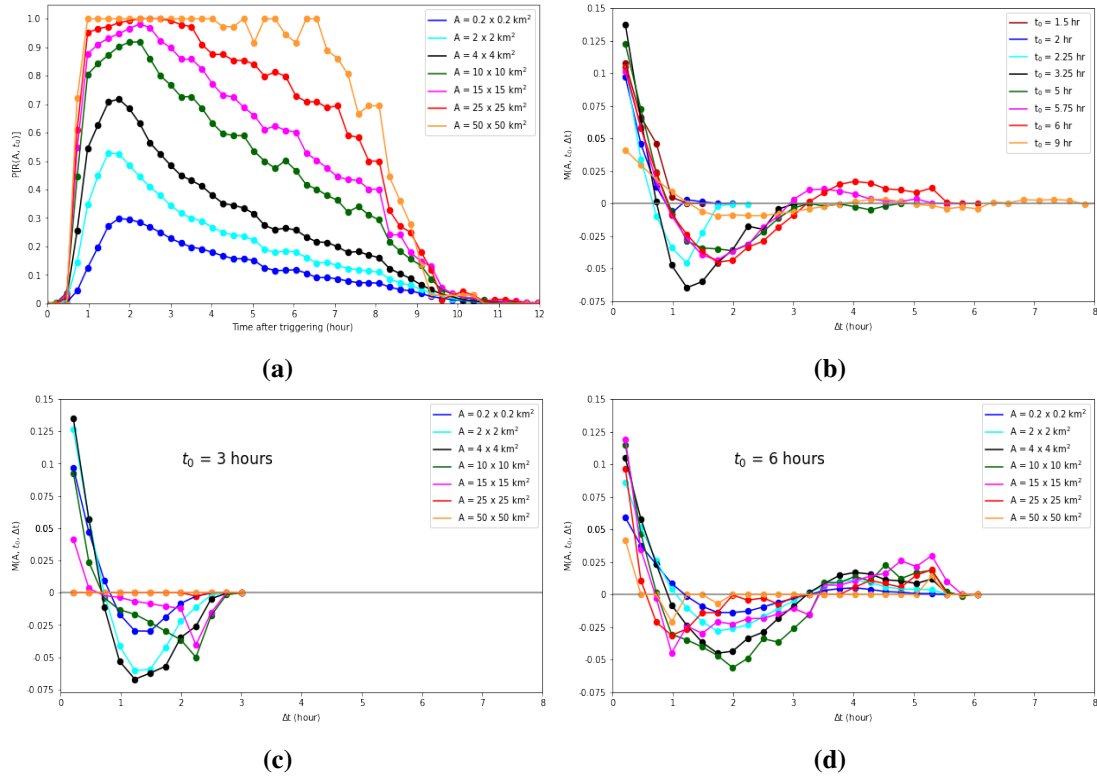 1.0
0.9
0.8
0.7
0.6
0.5
0.4
0.3
0.2
0.1
0
P[R(A, t₀)]
0 1 2 3 4 5 6 7 8 9 10 11 12
Time after triggering (hour)
A = 0.2 x 0.2 km²
A = 2 x 2 km²
A = 4 x 4 km²
A = 10 x 10 km²
A = 15 x 15 km²
A = 25 x 25 km²
A = 50 x 50 km²
(a)
0.15
0.125
0.1
0.075
0.05
0.025
0
-0.025
-0.05
-0.075
M(A, t₀, Δt)
0 1 2 3 4 5 6 7 8
Δt (hour)
t₀ = 1.5 hr
t₀ = 2 hr
t₀ = 2.25 hr
t₀ = 3.25 hr
t₀ = 5 hr
t₀ = 5.75 hr
t₀ = 6 hr
t₀ = 9 hr
(b)
0.15
0.125
0.1
0.075
0.05
0.025
0
-0.025
-0.05
-0.075
M(A, t₀, Δt)
t₀ = 3 hours
0 1 2 3 4 5 6 7 8
Δt (hour)
A = 0.2 x 0.2 km²
A = 2 x 2 km²
A = 4 x 4 km²
A = 10 x 10 km²
A = 15 x 15 km²
A = 25 x 25 km²
A = 50 x 50 km²
(c)
0.15
0.125
0.1
0.075
0.05
0.025
0
-0.025
-0.05
-0.075
M(A, t₀, Δt)
t₀ = 6 hours
0 1 2 3 4 5 6 7 8
Δt (hour)
A = 0.2 x 0.2 km²
A = 2 x 2 km²
A = 4 x 4 km²
A = 10 x 10 km²
A = 15 x 15 km²
A = 25 x 25 km²
A = 50 x 50 km²
(d)